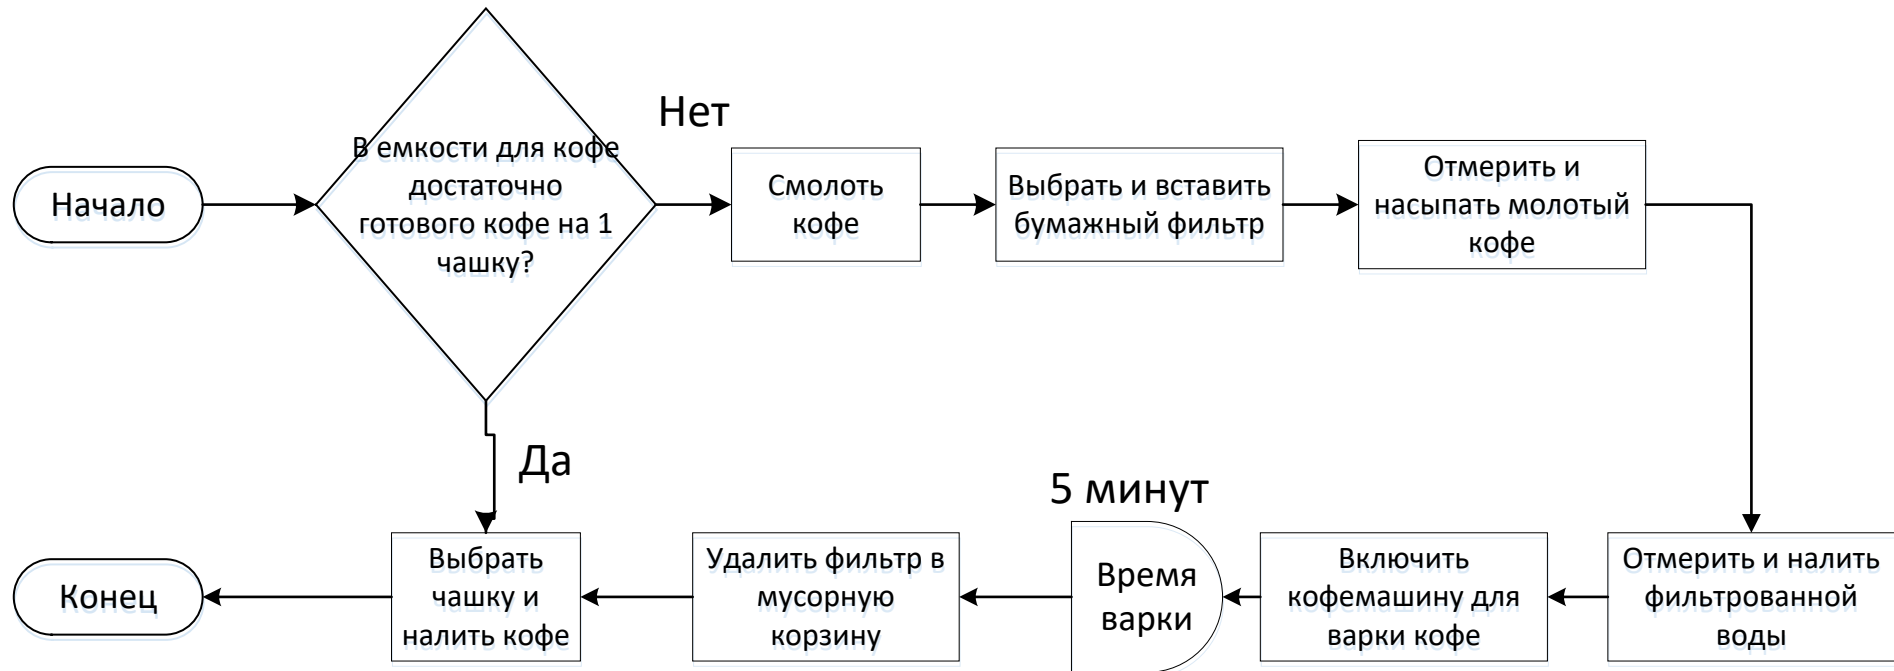 Начало
В емкости для кофе
достаточно
готового кофе на 1
чашку?
Нет
Смолоть
кофе
Выбрать и вставить
бумажный фильтр
Отмерить и
насыпать молотый
кофе
Да
Отмерить и налить
фильтрованной
воды
Включить
кофемашину для
варки кофе
5 минут
Время
варки
Удалить фильтр в
мусорную
корзину
Выбрать
чашку и
налить кофе
Конец